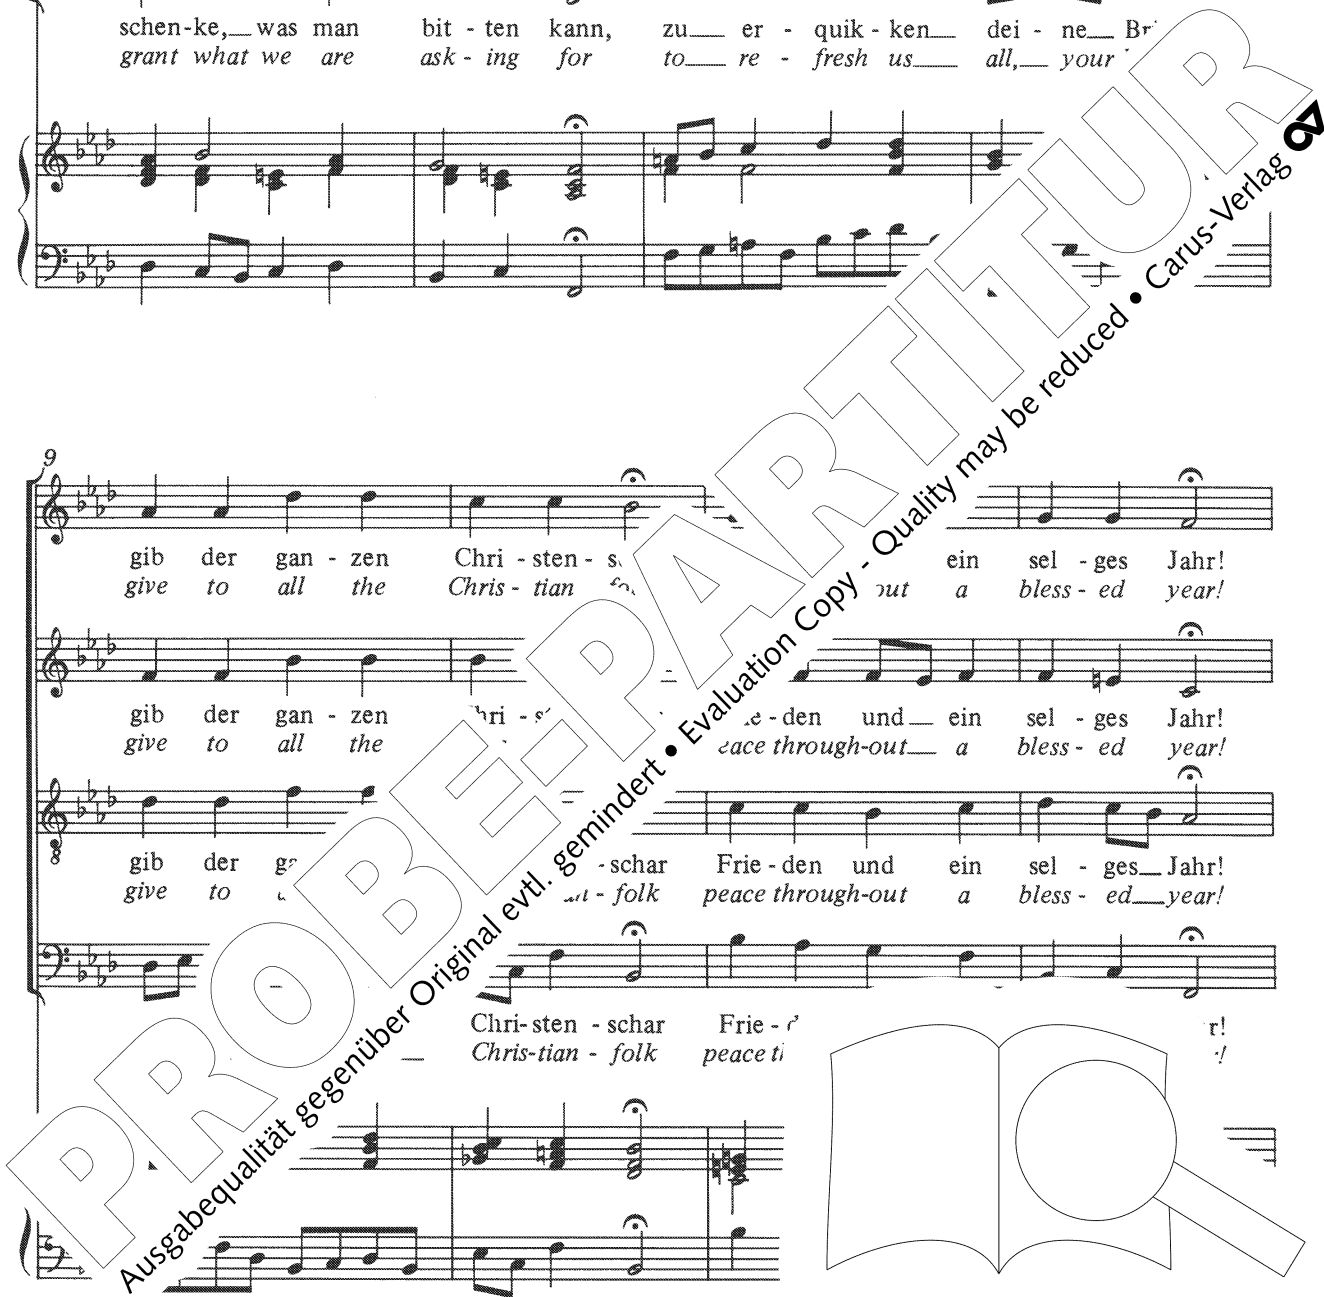 schen-ke, was man bit - ten kann, zu er - quik - ken dei - ne
grant what we are ask - ing for to re - fresh us all, your
9
gib der gan - zen Chri - sten - ein sel - ges Jahr!
give to all the Chris - tian a bless - ed year!
gib der gan - zen und ein sel - ges Jahr!
give to all the through-out a bless - ed year!
8
gib der - schar Frie - den und ein sel - ges Jahr!
give to - folk peace through-out a bless - ed year!
Chri- sten - schar Frie -
Chris-tian - folk peace
PROBE-PARTITUR
Ausgabequalität gegenüber Original evtl. gemindert • Evaluation Copy - Quality may be reduced • Carus-Verlag